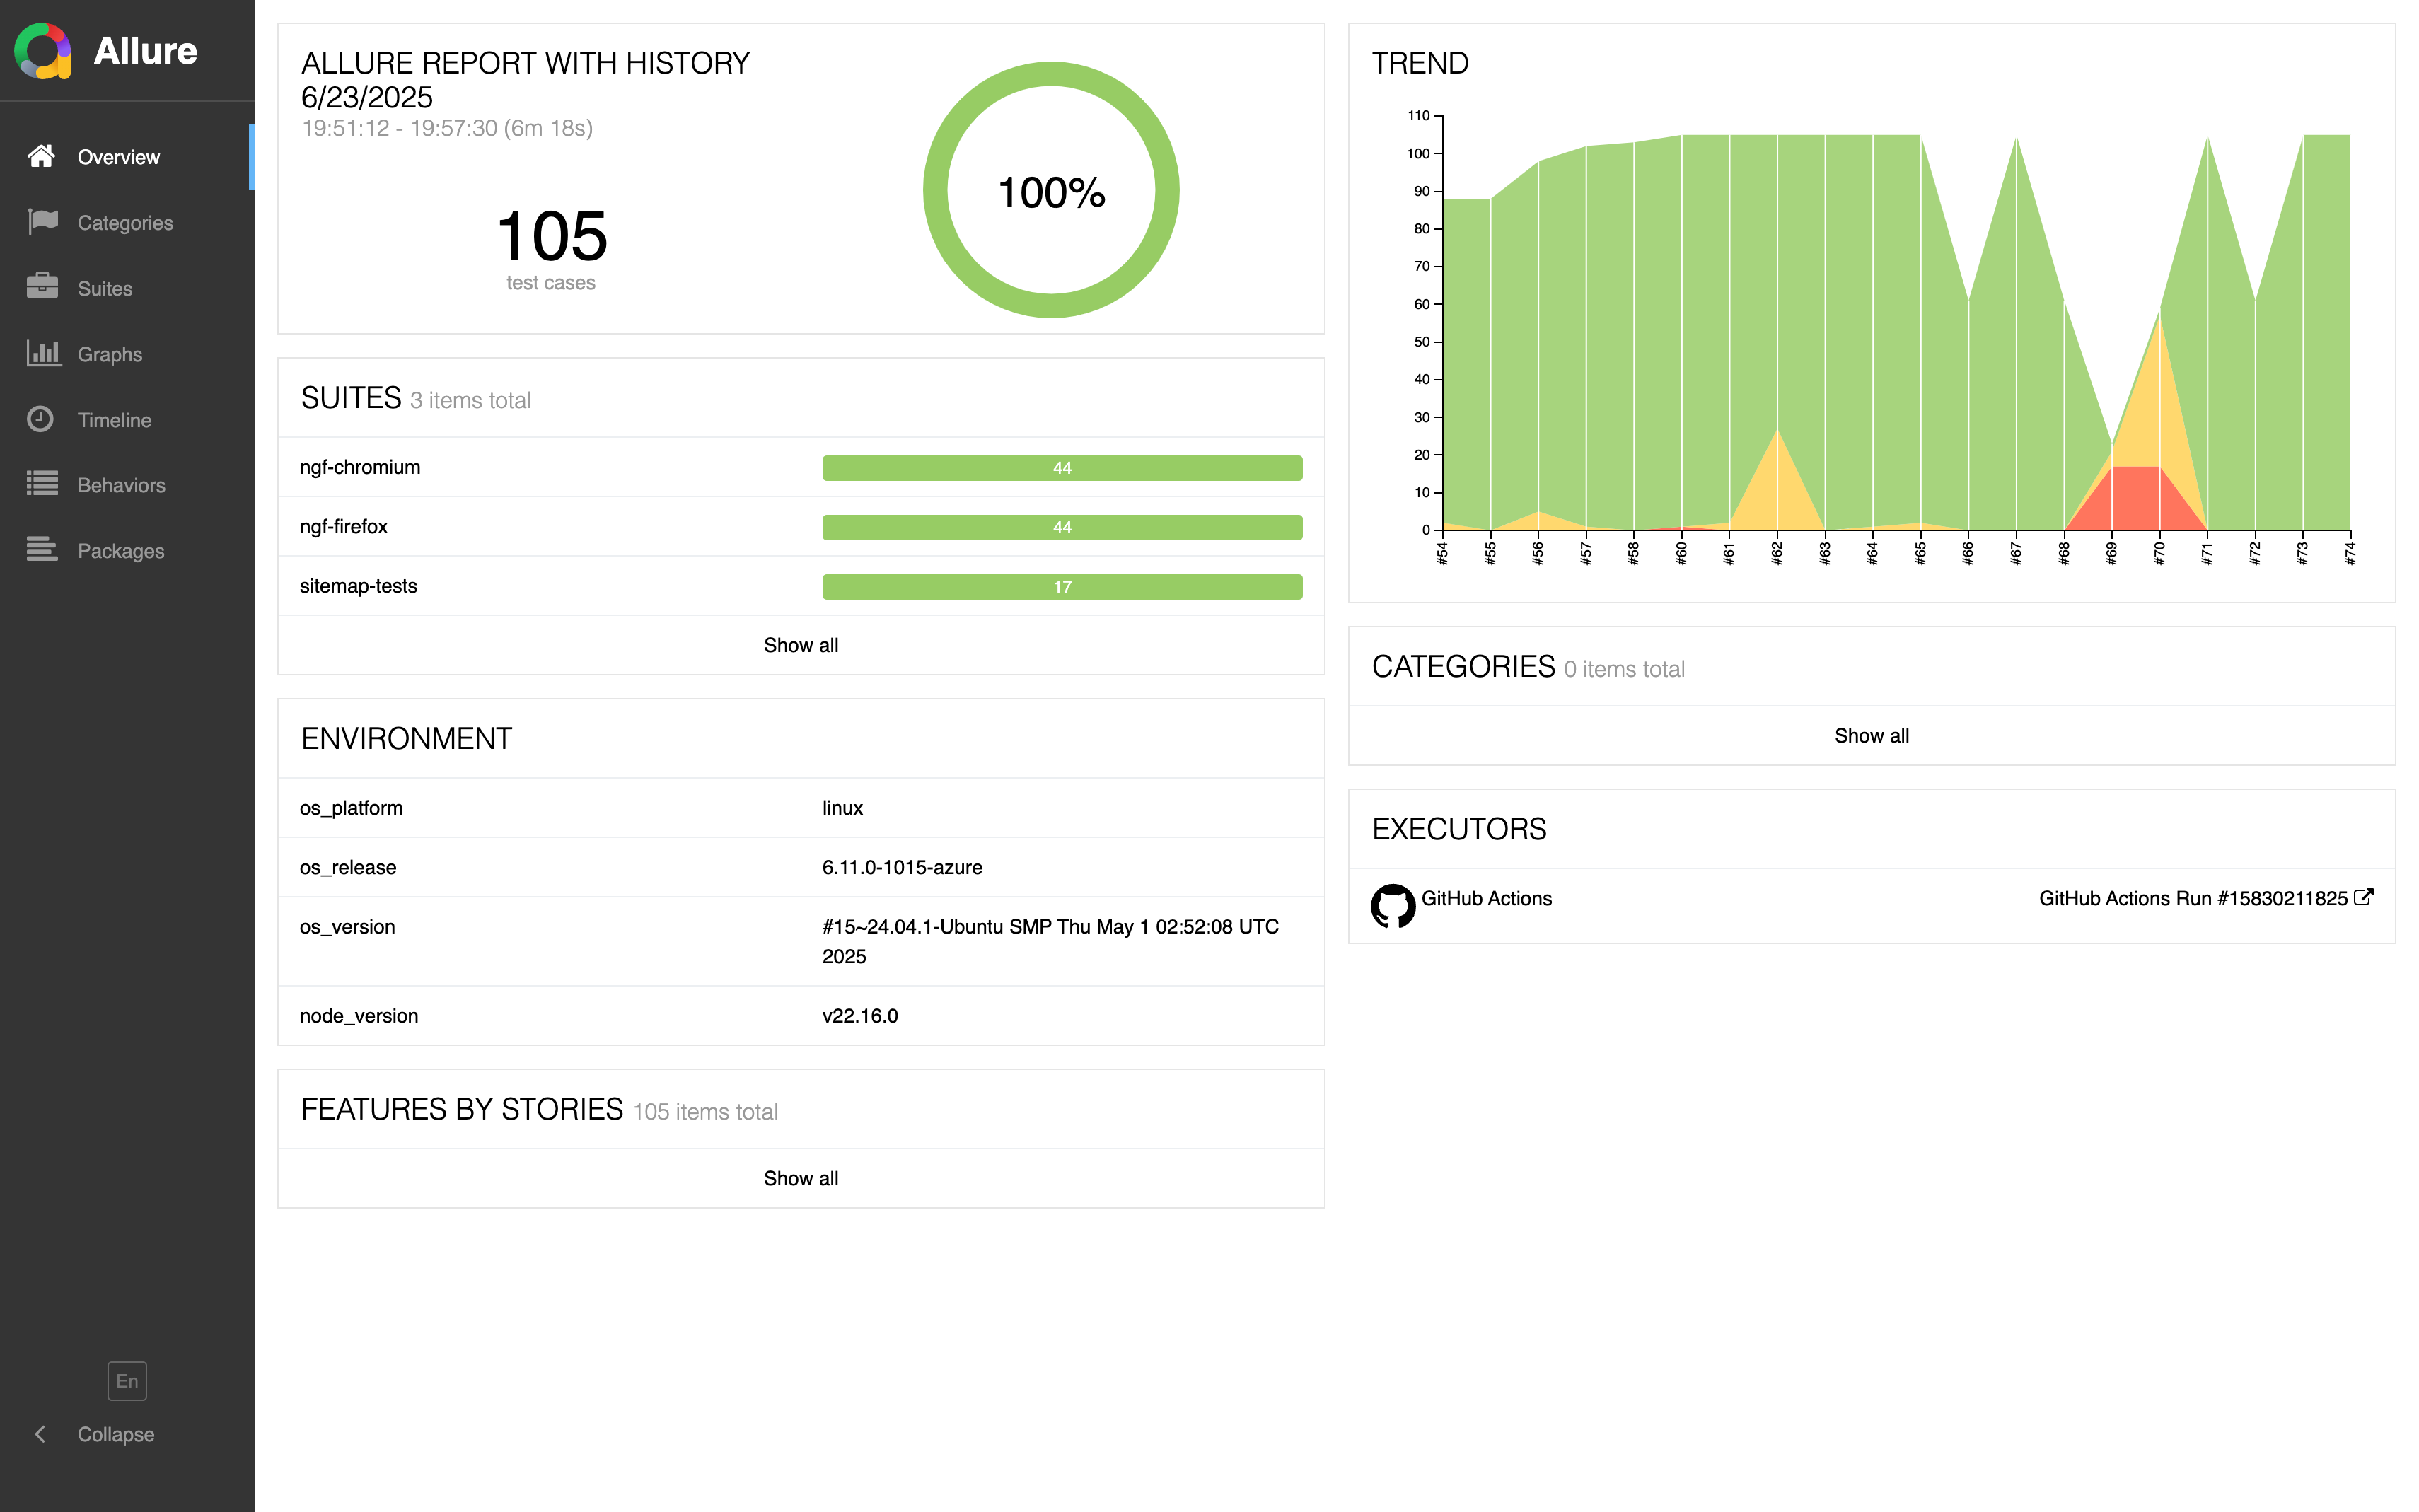 Allure
Overview
Categories
Suites
Graphs
Timeline
Behaviors
Packages
En
Collapse
ALLURE REPORT WITH HISTORY
6/23/2025
19:51:12 - 19:57:30 (6m 18s)
105
test cases
100%
SUITES 3 items total
ngf-chromium 44
ngf-firefox 44
sitemap-tests 17
Show all
ENVIRONMENT
os_platform linux
os_release 6.11.0-1015-azure
os_version #15~24.04.1-Ubuntu SMP Thu May 1 02:52:08 UTC
2025
node_version v22.16.0
FEATURES BY STORIES 105 items total
Show all
TREND
110
100
90
80
70
60
50
40
30
20
10
0
#54 #55 #56 #57 #58 #60 #61 #62 #63 #64 #65 #66 #67 #68 #69 #70 #71 #72 #73 #74
CATEGORIES 0 items total
Show all
EXECUTORS
GitHub Actions GitHub Actions Run #15830211825